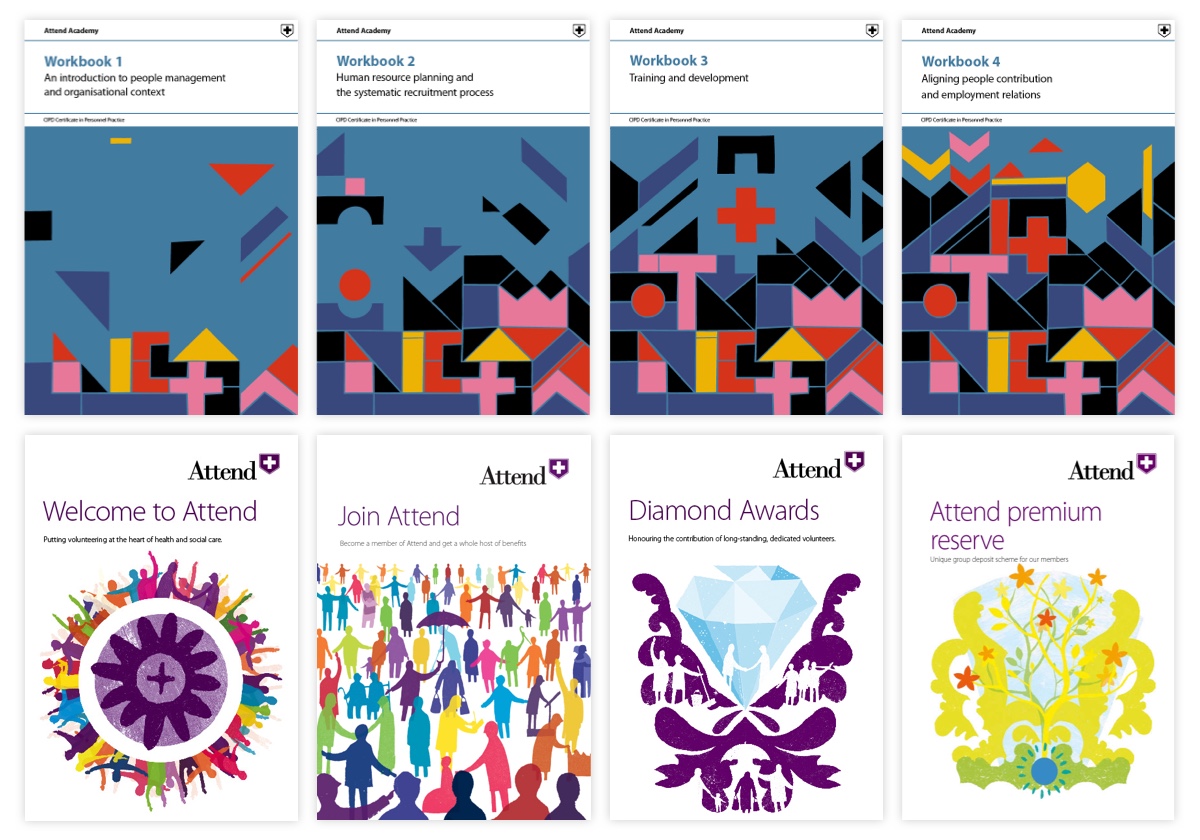 Attend Academy
Workbook 1
An introduction to people management
and organisational context
CIPD Certificate in Personnel Practice
Attend Academy
Workbook 2
Human resource planning and
the systematic recruitment process
CIPD Certificate in Personnel Practice
Attend Academy
Workbook 3
Training and development
CIPD Certificate in Personnel Practice
Attend Academy
Workbook 4
Aligning people contribution
and employment relations
CIPD Certificate in Personnel Practice
Attend
Welcome to Attend
Putting volunteering at the heart of health and social care.
Attend
Join Attend
Become a member of Attend and get a whole host of benefits
Attend
Diamond Awards
Honouring the contribution of long-standing, dedicated volunteers.
Attend
Attend premium
reserve
Unique group deposit scheme for our members